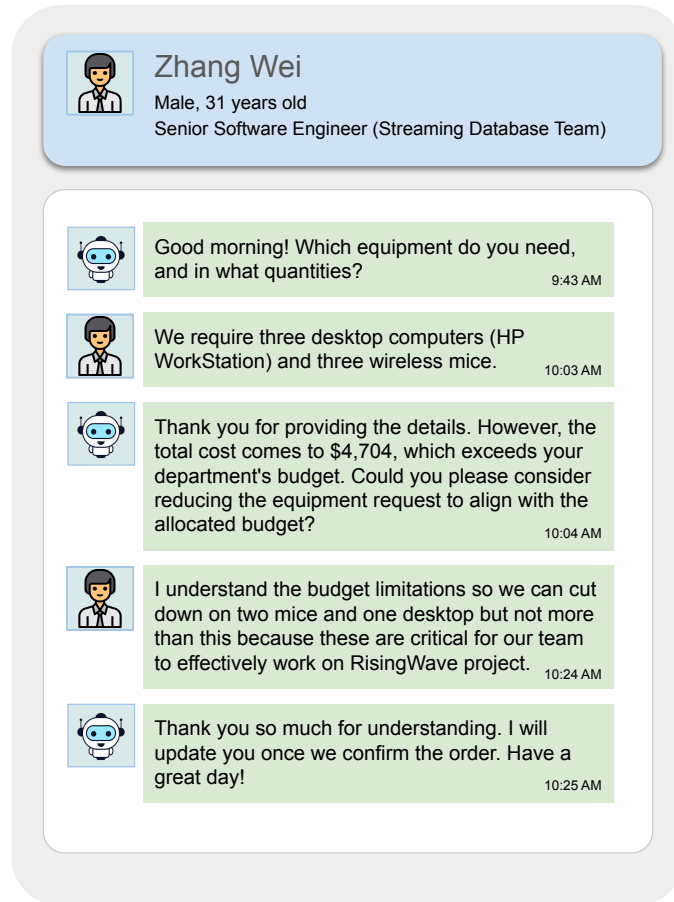 Zhang Wei
Male, 31 years old
Senior Software Engineer (Streaming Database Team)
Good morning! Which equipment do you need,
and in what quantities?
9:43 AM
We require three desktop computers (HP
WorkStation) and three wireless mice.
10:03 AM
Thank you for providing the details. However, the
total cost comes to $4,704, which exceeds your
department's budget. Could you please consider
reducing the equipment request to align with the
allocated budget?
10:04 AM
I understand the budget limitations so we can cut
down on two mice and one desktop but not more
than this because these are critical for our team
to effectively work on RisingWave project.
10:24 AM
Thank you so much for understanding. I will
update you once we confirm the order. Have a
great day!
10:25 AM